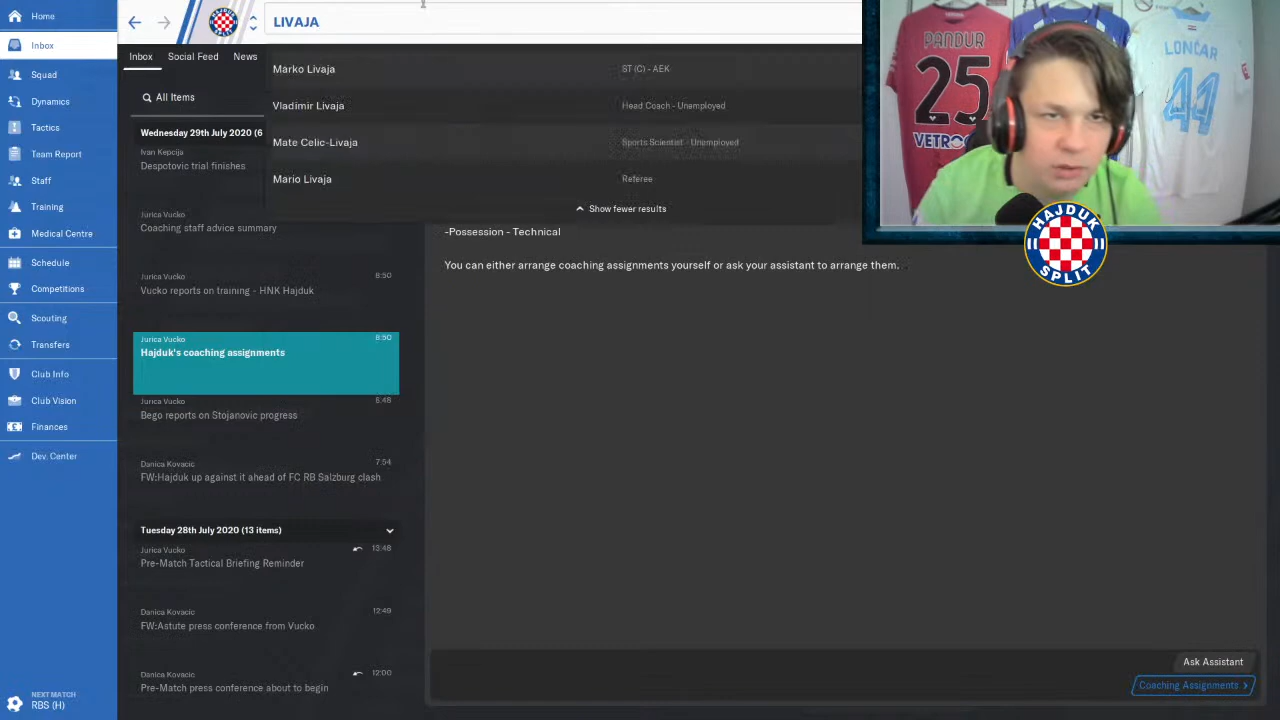 Home
Inbox
Squad
Dynamics
Tactics
Team Report
Staff
Training
Medical Centre
Schedule
Competitions
Scouting
Transfers
Club Info
Club Vision
Finances
Dev. Center
NEXT MATCH
RBS (H)
LIVAJA
Inbox Social Feed News
Marko Livaja ST (C) - AEK
Vladimir Livaja Head Coach - Unemployed
Mate Celic-Livaja Sports Scientist - Unemployed
Mario Livaja Referee
Show fewer results
All Items
Wednesday 29th July 2020 (6
Ivan Kepcija
Despotovic trial finishes
Jurica Vucko
Coaching staff advice summary
Jurica Vucko 8:50
Vucko reports on training - HNK Hajduk
Jurica Vucko 8:50
Hajduk's coaching assignments
Jurica Vucko 8:48
Bego reports on Stojanovic progress
Danica Kovacic 7:54
FW:Hajduk up against it ahead of FC RB Salzburg clash
Tuesday 28th July 2020 (13 items)
Jurica Vucko 13:48
Pre-Match Tactical Briefing Reminder
Danica Kovacic 12:49
FW:Astute press conference from Vucko
Danica Kovacic 12:00
Pre-Match press conference about to begin
-Possession - Technical
You can either arrange coaching assignments yourself or ask your assistant to arrange them.
Ask Assistant
Coaching Assignments
PANDUR
25
VETRO
LONČAR
44
HAJDUK
SPLIT